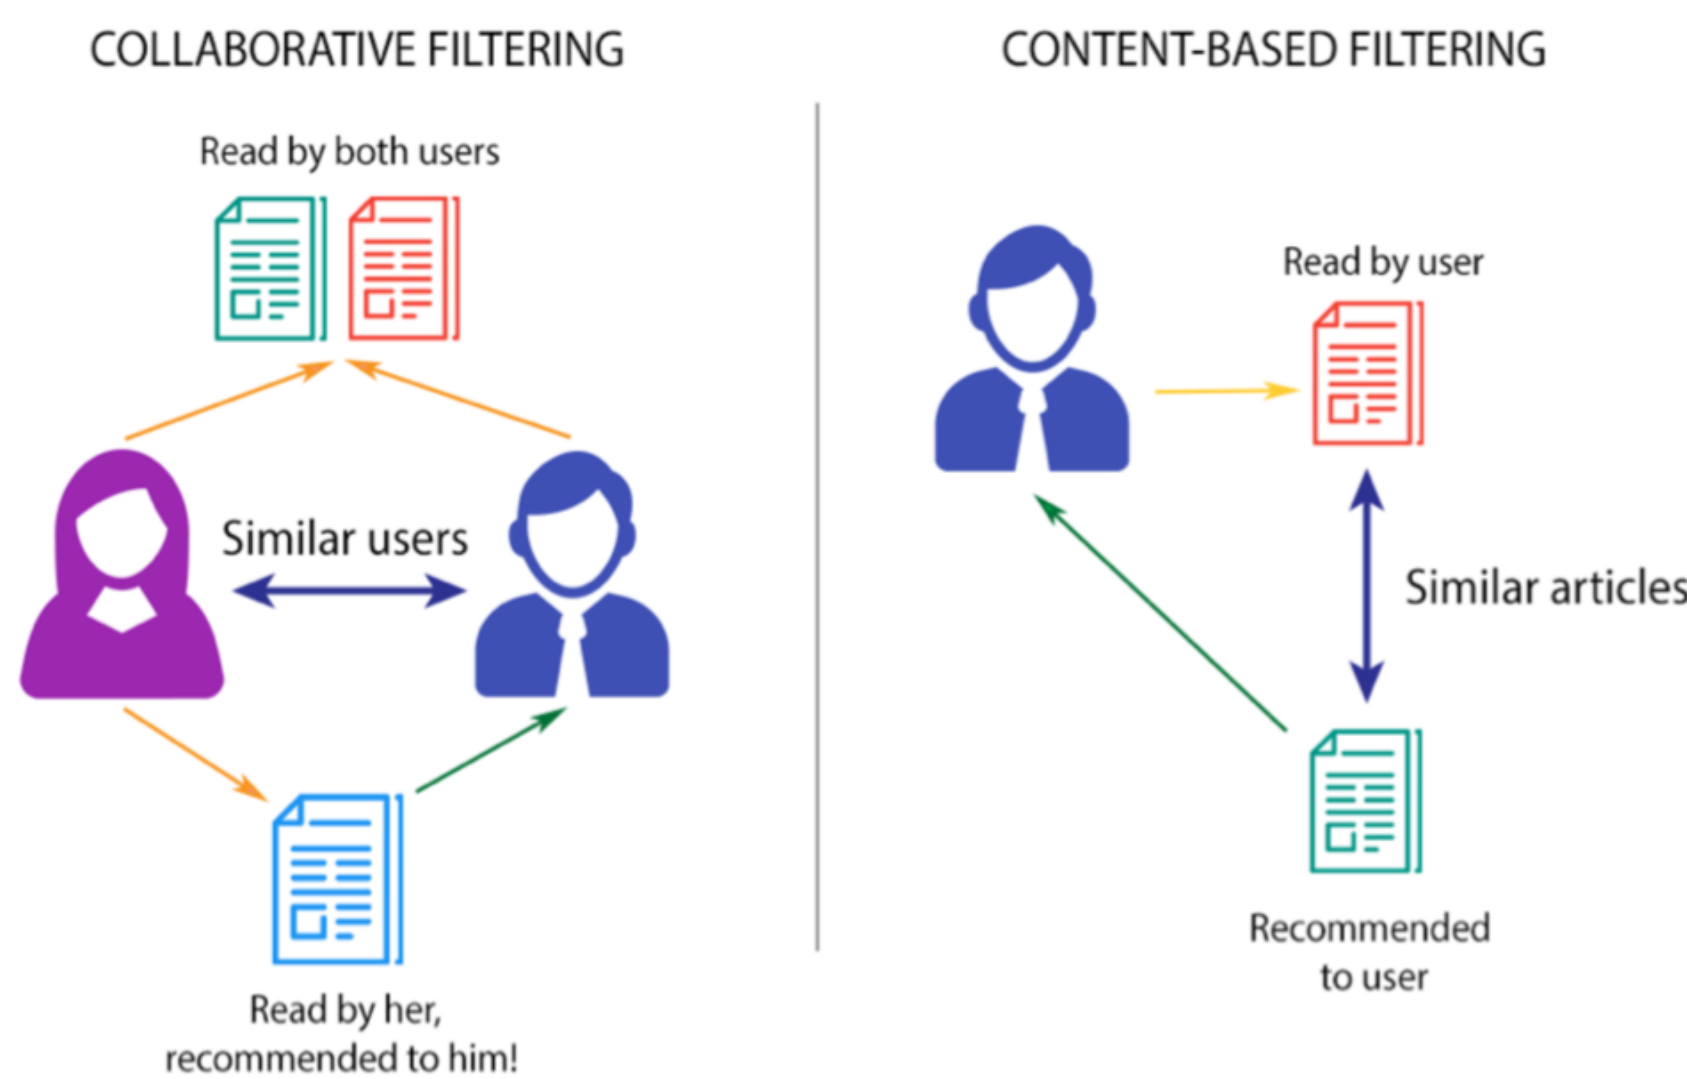 COLLABORATIVE FILTERING
Read by both users
Similar users
Read by her,
recommended to him!
CONTENT-BASED FILTERING
Read by user
Similar articles
Recommended
to user